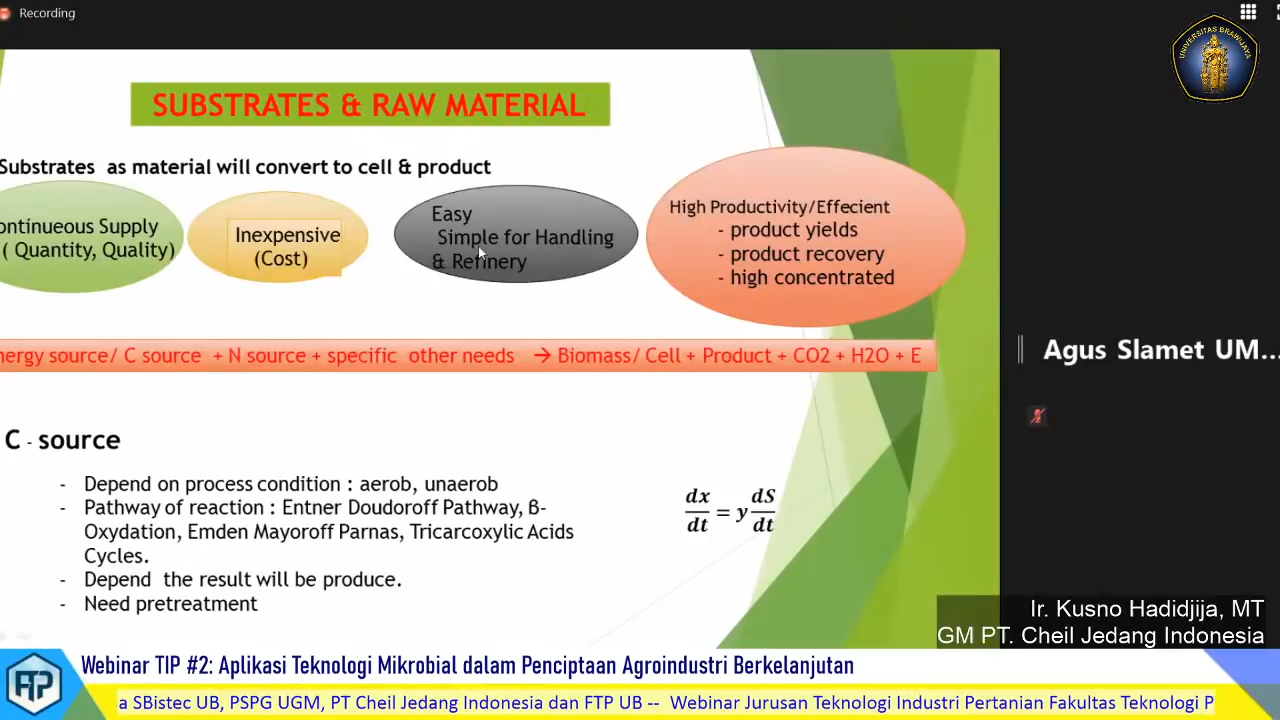 Recording
UNIVERSITAS BRAWIJAYA
SUBSTRATES & RAW MATERIAL
Substrates as material will convert to cell & product
ontinueous Supply
( Quantity, Quality)
Inexpensive
(Cost)
Easy
Simple for Handling
& Refinery
High Productivity/Effecient
- product yields
- product recovery
- high concentrated
nergy source/ C source + N source + specific other needs → Biomass/ Cell + Product + CO2 + H2O + E
Agus Slamet UM...
C - source
- Depend on process condition : aerob, unaerob
- Pathway of reaction : Entner Doudoroff Pathway, β-
Oxydation, Emden Mayoroff Parnas, Tricarcoxylic Acids
Cycles.
- Depend the result will be produce.
- Need pretreatment
dx/dt = y dS/dt
Ir. Kusno Hadidjija, MT
GM PT. Cheil Jedang Indonesia
Webinar TIP #2: Aplikasi Teknologi Mikrobial dalam Penciptaan Agroindustri Berkelanjutan
a SBistec UB, PSPG UGM, PT Cheil Jedang Indonesia dan FTP UB -- Webinar Jurusan Teknologi Industri Pertanian Fakultas Teknologi P